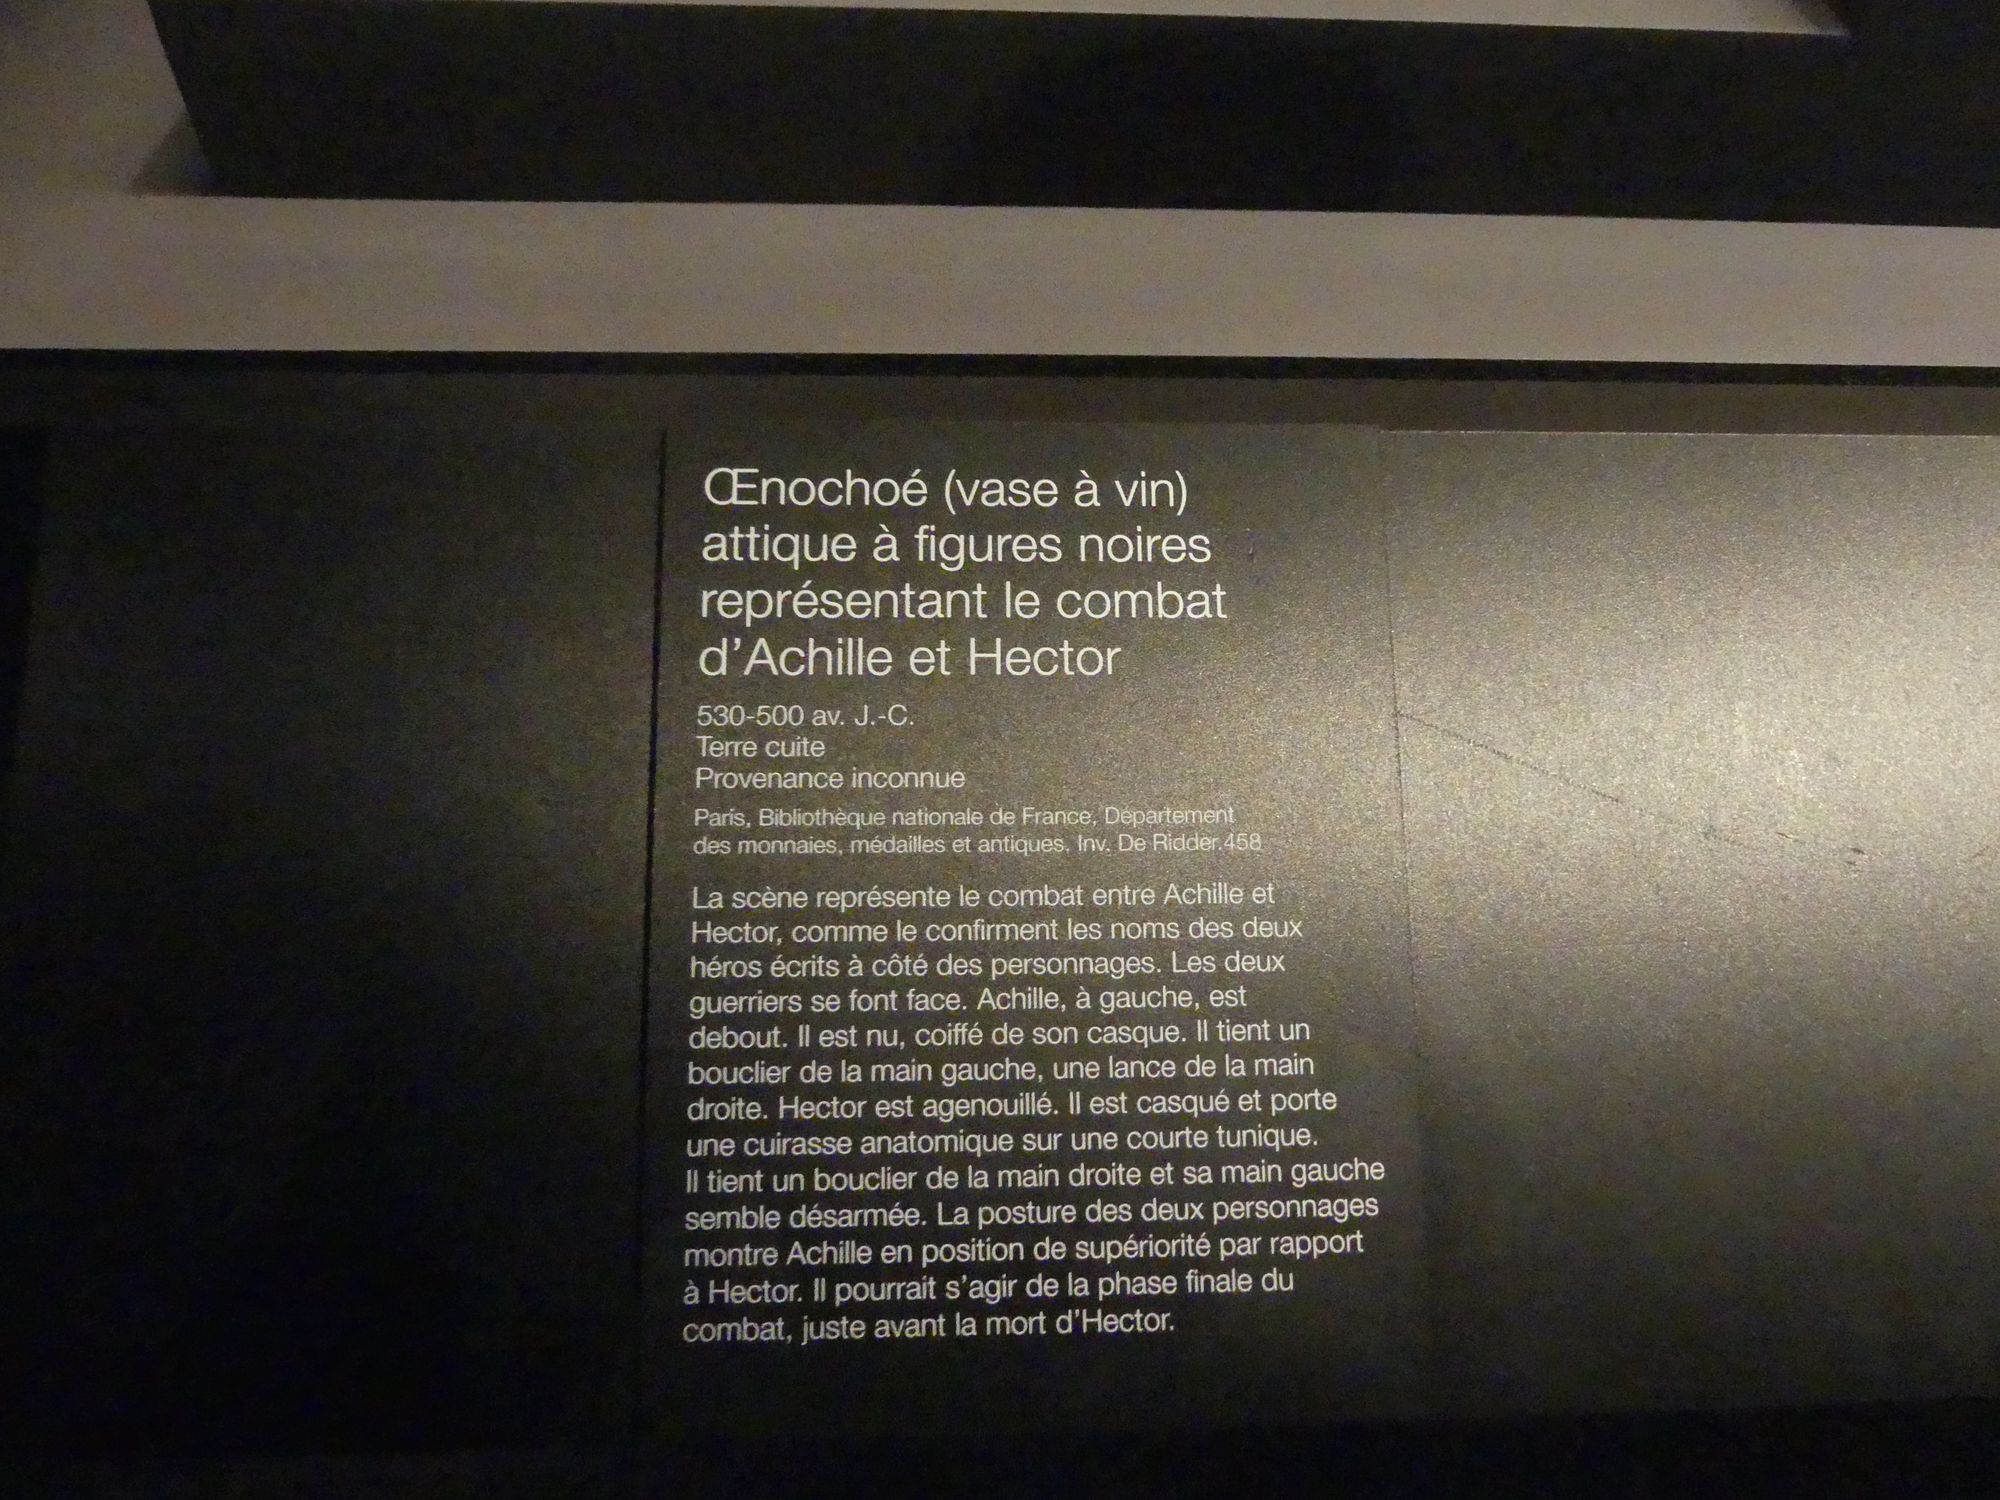 Œnochoé (vase à vin)
attique à figures noires
représentant le combat
d’Achille et Hector
530-500 av. J.-C.
Terre cuite
Provenance inconnue
Paris, Bibliothèque nationale de France, Département
des monnaies, médailles et antiques. Inv. De Ridder.458
La scène représente le combat entre Achille et
Hector, comme le confirment les noms des deux
héros écrits à côté des personnages. Les deux
guerriers se font face. Achille, à gauche, est
debout. Il est nu, coiffé de son casque. Il tient un
bouclier de la main gauche, une lance de la main
droite. Hector est agenouillé. Il est casqué et porte
une cuirasse anatomique sur une courte tunique.
Il tient un bouclier de la main droite et sa main gauche
semble désarmée. La posture des deux personnages
montre Achille en position de supériorité par rapport
à Hector. Il pourrait s’agir de la phase finale du
combat, juste avant la mort d’Hector.